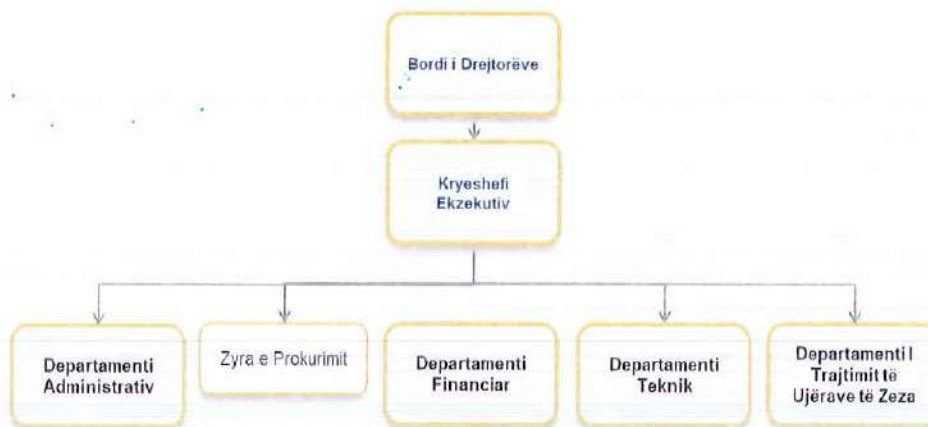 Bordi i Drejtorëve
Kryeshefi
Ekzekutiv
Departamenti
Administrativ
Zyra e Prokurimit
Departamenti
Financiar
Departamenti
Teknik
Departamenti I
Trajtimit të
Ujërave të Zeza